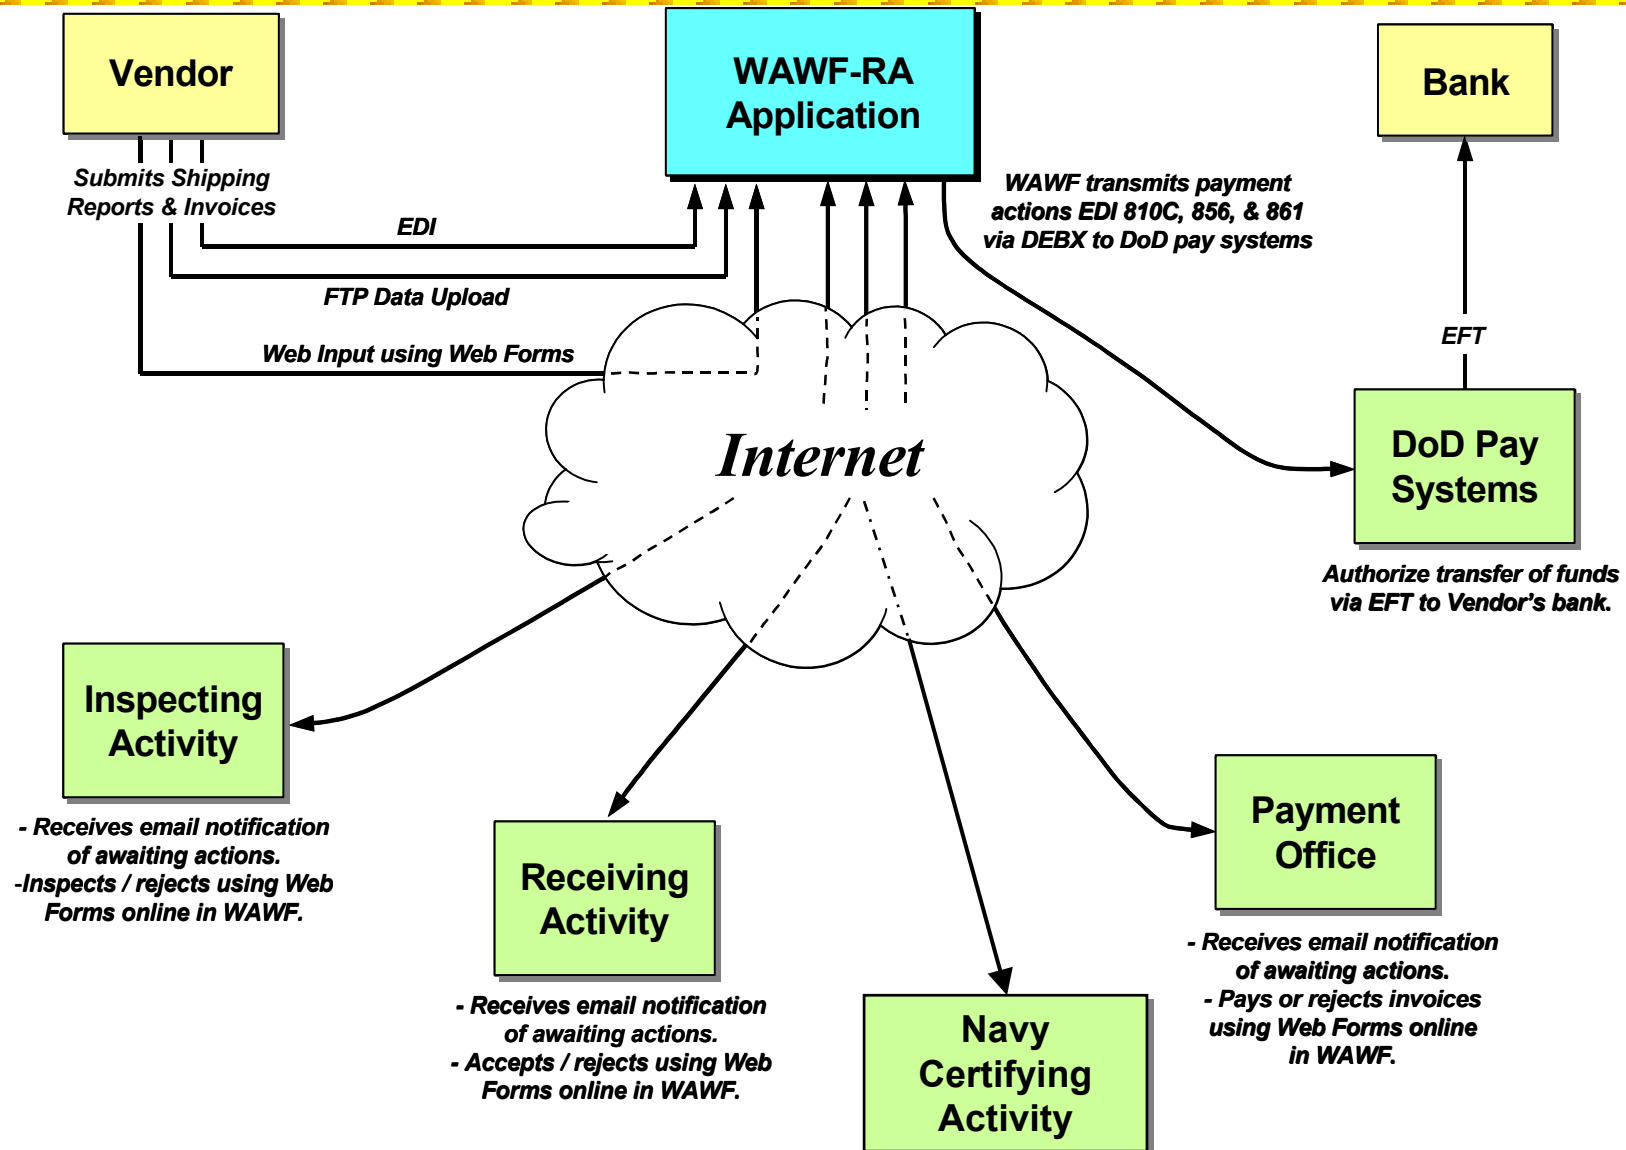 Vendor
WAWF-RA
Application
Bank
Submits Shipping
Reports & Invoices
EDI
FTP Data Upload
Web Input using Web Forms
WAWF transmits payment
actions EDI 810C, 856, & 861
via DEBX to DoD pay systems
EFT
Internet
DoD Pay
Systems
Authorize transfer of funds
via EFT to Vendor's bank.
Inspecting
Activity
- Receives email notification
of awaiting actions.
-Inspects / rejects using Web
Forms online in WAWF.
Receiving
Activity
- Receives email notification
of awaiting actions.
- Accepts / rejects using Web
Forms online in WAWF.
Navy
Certifying
Activity
Payment
Office
- Receives email notification
of awaiting actions.
- Pays or rejects invoices
using Web Forms online
in WAWF.